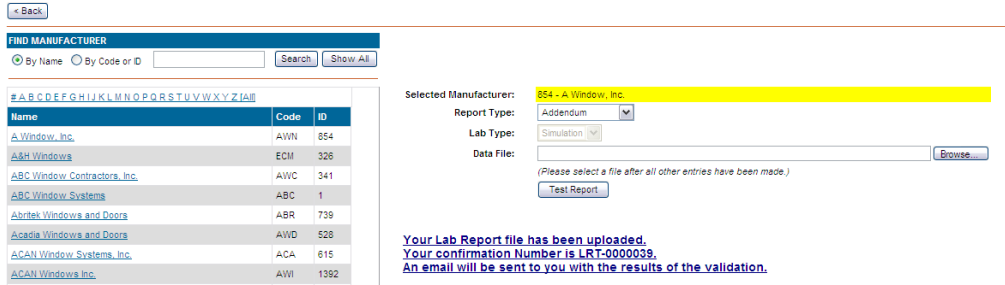 < Back
FIND MANUFACTURER
By Name By Code or ID Search Show All
# A B C D E F G H I J K L M N O P Q R S T U V W X Y Z [All]
Name Code ID
A Window, Inc. AWN 854
A&H Windows ECM 326
ABC Window Contractors, Inc. AWC 341
ABC Window Systems ABC 1
Abritek Windows and Doors ABR 739
Acadia Windows and Doors AWD 528
ACAN Window Systems, Inc. ACA 615
ACAN Windows Inc. AWI 1392
Selected Manufacturer: 854 - A Window, Inc.
Report Type: Addendum
Lab Type: Simulation
Data File: Browse...
(Please select a file after all other entries have been made.)
Test Report
Your Lab Report file has been uploaded.
Your confirmation Number is LRT-0000039.
An email will be sent to you with the results of the validation.